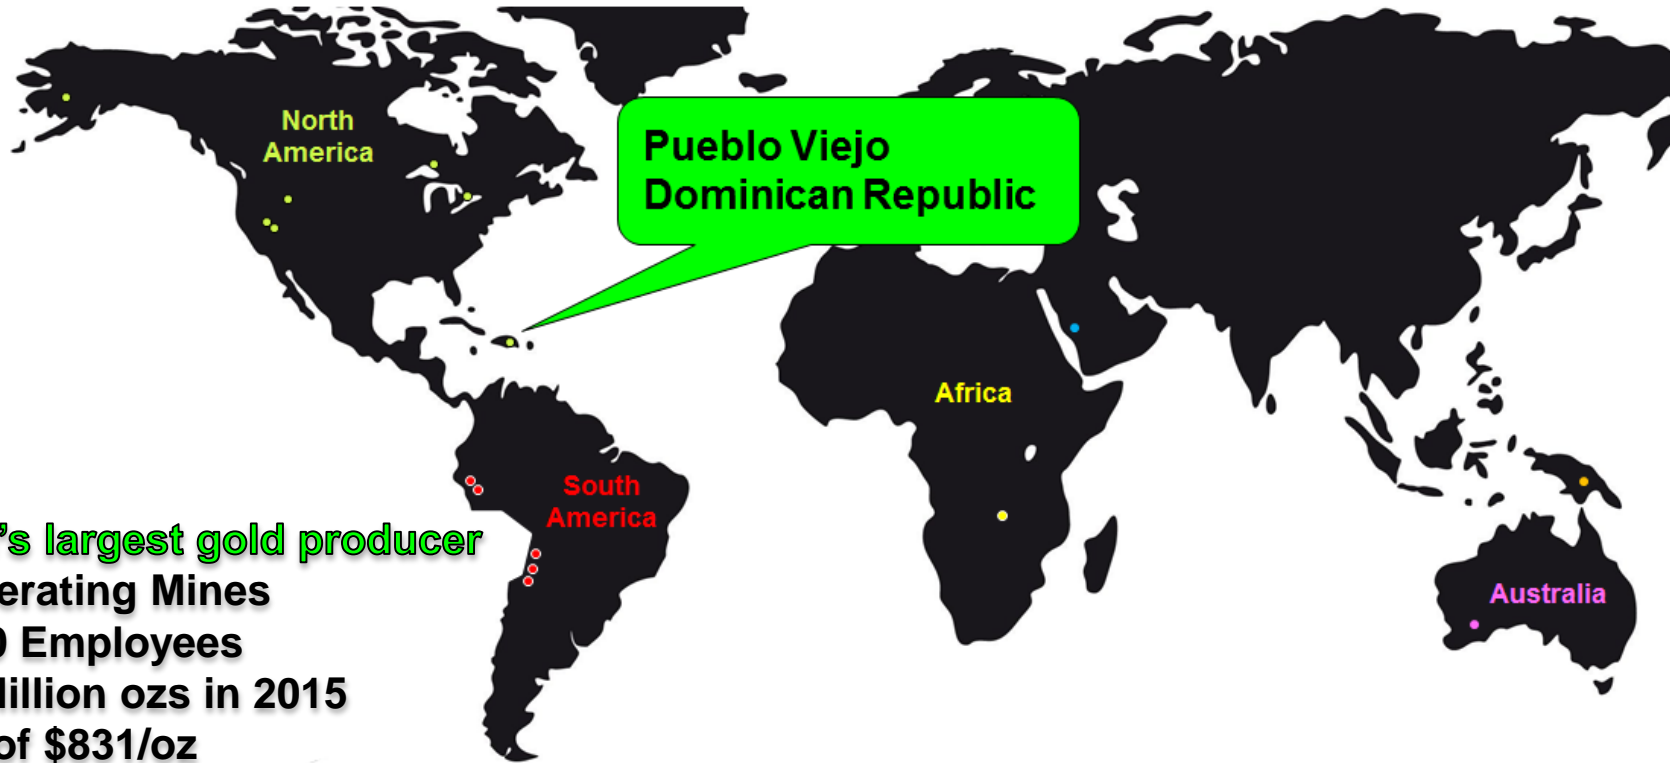 North
America
Pueblo Viejo
Dominican Republic
Africa
South
America
Australia
’s largest gold producer
erating Mines
Employees
illion ozs in 2015
of $831/oz